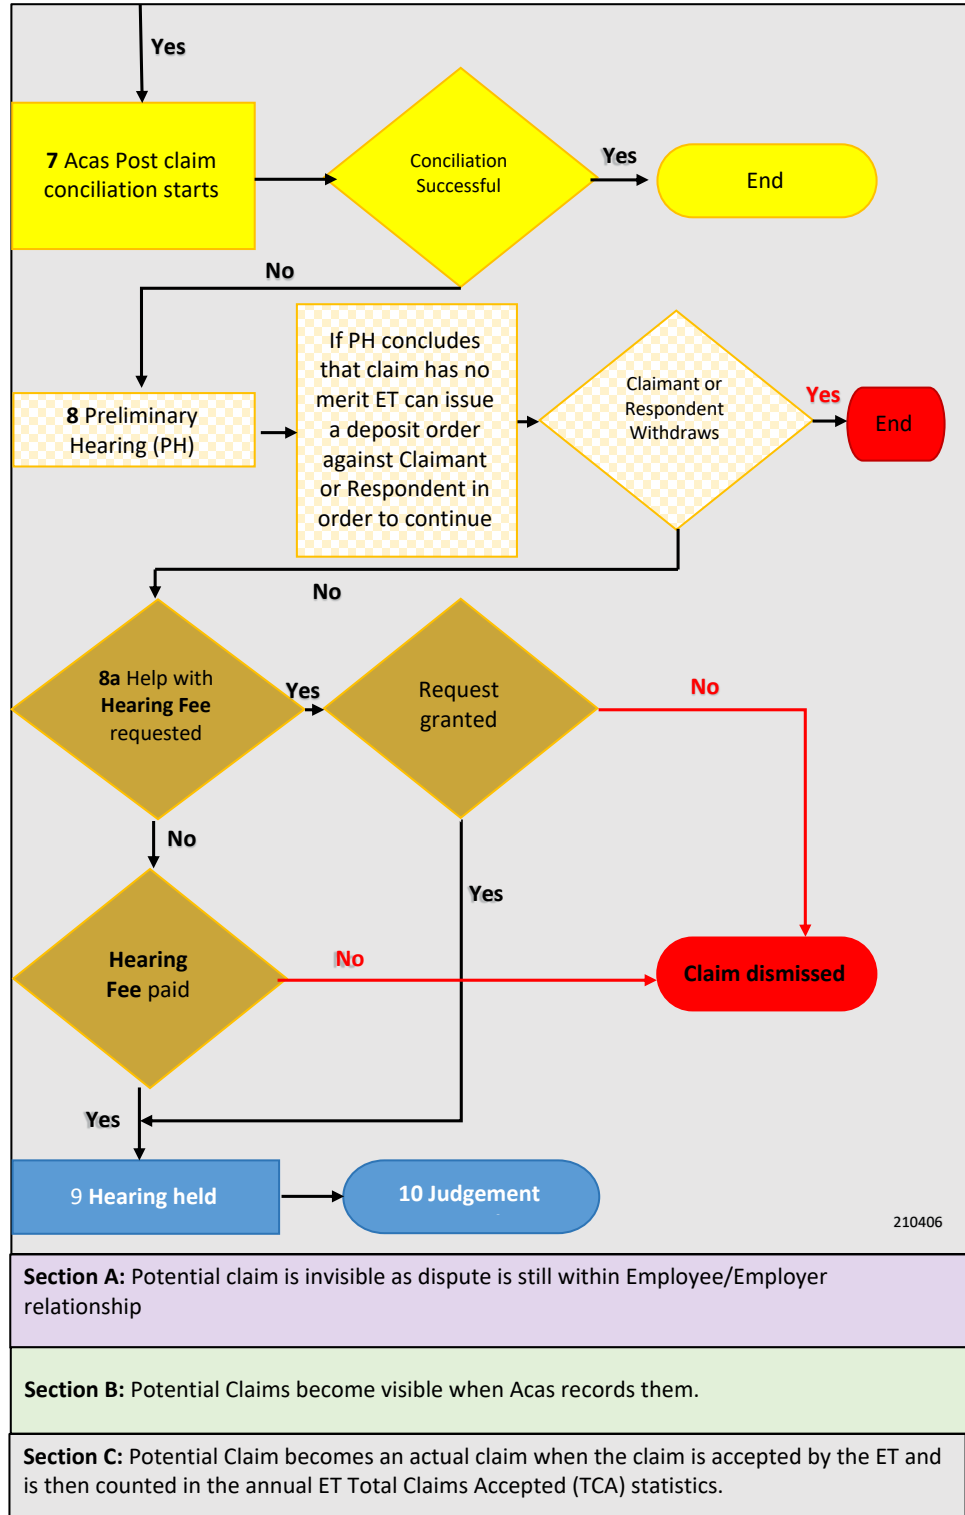 Yes
7 Acas Post claim
conciliation starts
Conciliation
Successful
Yes
End
No
8 Preliminary
Hearing (PH)
If PH concludes
that claim has no
merit ET can issue
a deposit order
against Claimant
or Respondent in
order to continue
Claimant or
Respondent
Withdraws
Yes
End
No
8a Help with
Hearing Fee
requested
Yes
Request
granted
No
No
Yes
Hearing
Fee paid
No
Claim dismissed
Yes
9 Hearing held
10 Judgement
210406
Section A: Potential claim is invisible as dispute is still within Employee/Employer
relationship
Section B: Potential Claims become visible when Acas records them.
Section C: Potential Claim becomes an actual claim when the claim is accepted by the ET and
is then counted in the annual ET Total Claims Accepted (TCA) statistics.